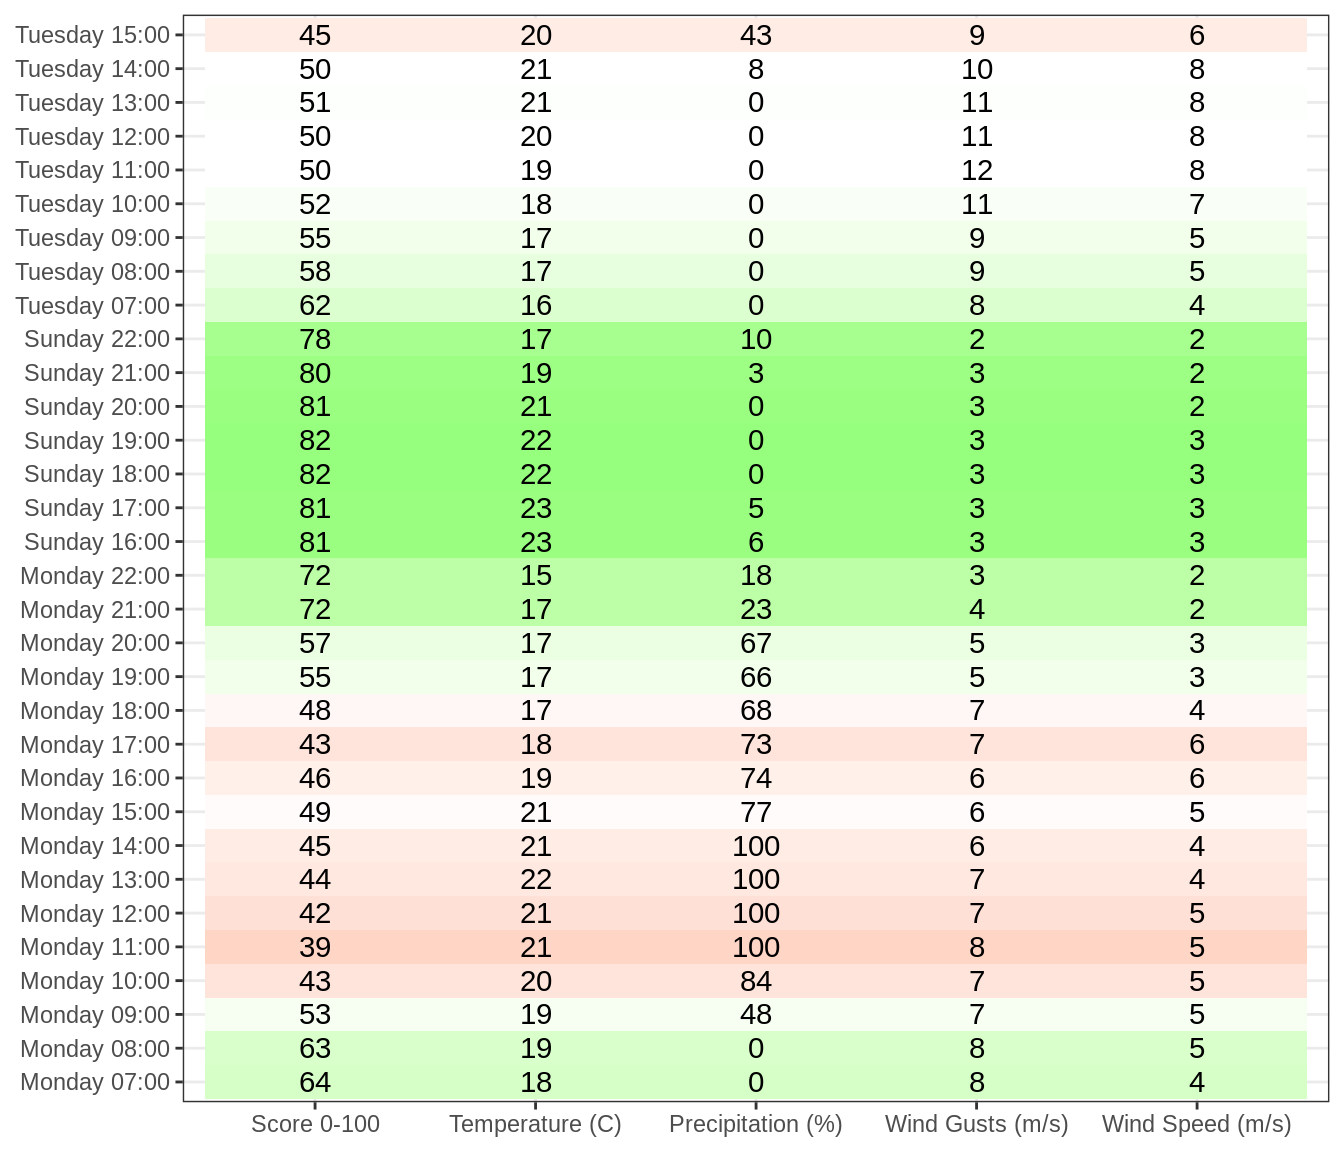 Tuesday 15:00 45 20 43 9 6
Tuesday 14:00 50 21 8 10 8
Tuesday 13:00 51 21 0 11 8
Tuesday 12:00 50 20 0 11 8
Tuesday 11:00 50 19 0 12 8
Tuesday 10:00 52 18 0 11 7
Tuesday 09:00 55 17 0 9 5
Tuesday 08:00 58 17 0 9 5
Tuesday 07:00 62 16 0 8 4
Sunday 22:00 78 17 10 2 2
Sunday 21:00 80 19 3 3 2
Sunday 20:00 81 21 0 3 2
Sunday 19:00 82 22 0 3 3
Sunday 18:00 82 22 0 3 3
Sunday 17:00 81 23 5 3 3
Sunday 16:00 81 23 6 3 3
Monday 22:00 72 15 18 3 2
Monday 21:00 72 17 23 4 2
Monday 20:00 57 17 67 5 3
Monday 19:00 55 17 66 5 3
Monday 18:00 48 17 68 7 4
Monday 17:00 43 18 73 7 6
Monday 16:00 46 19 74 6 6
Monday 15:00 49 21 77 6 5
Monday 14:00 45 21 100 6 4
Monday 13:00 44 22 100 7 4
Monday 12:00 42 21 100 7 5
Monday 11:00 39 21 100 8 5
Monday 10:00 43 20 84 7 5
Monday 09:00 53 19 48 7 5
Monday 08:00 63 19 0 8 5
Monday 07:00 64 18 0 8 4
Score 0-100 Temperature (C) Precipitation (%) Wind Gusts (m/s) Wind Speed (m/s)